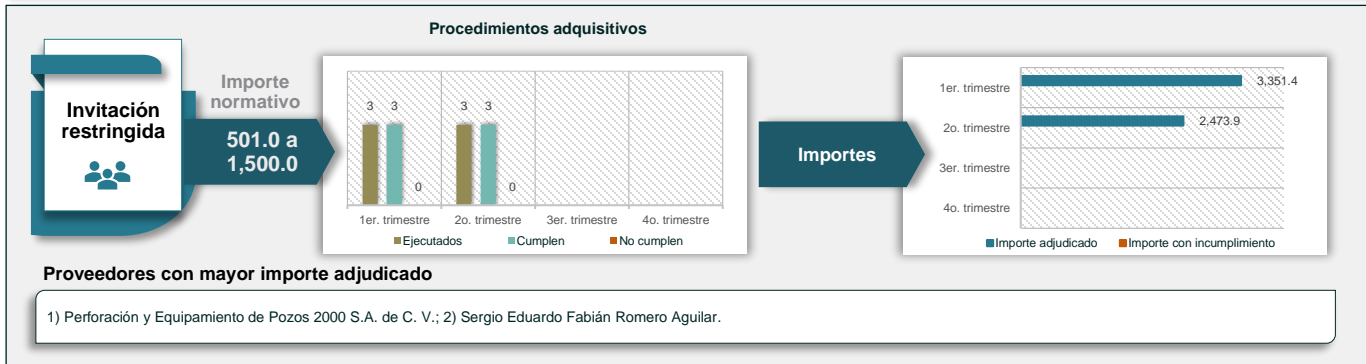 Procedimientos adquisitivos
Invitación
restringida
Importe
normativo
501.0 a
1,500.0
3 3
0
3 3
0
1er. trimestre 2o. trimestre 3er. trimestre 4o. trimestre
Ejecutados Cumplen No cumplen
Importes
1er. trimestre 3,351.4
2o. trimestre 2,473.9
3er. trimestre
4o. trimestre
Importe adjudicado Importe con incumplimiento
Proveedores con mayor importe adjudicado
1) Perforación y Equipamiento de Pozos 2000 S.A. de C. V.; 2) Sergio Eduardo Fabián Romero Aguilar.